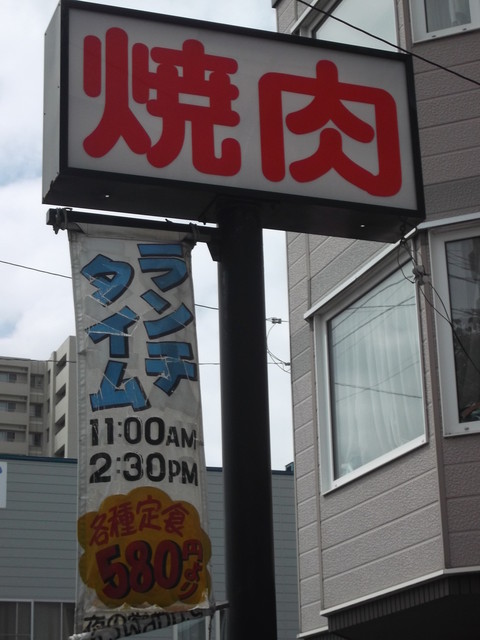 焼肉
ランチ
タイム
11:00AM
2:30PM
各種定食
580円より